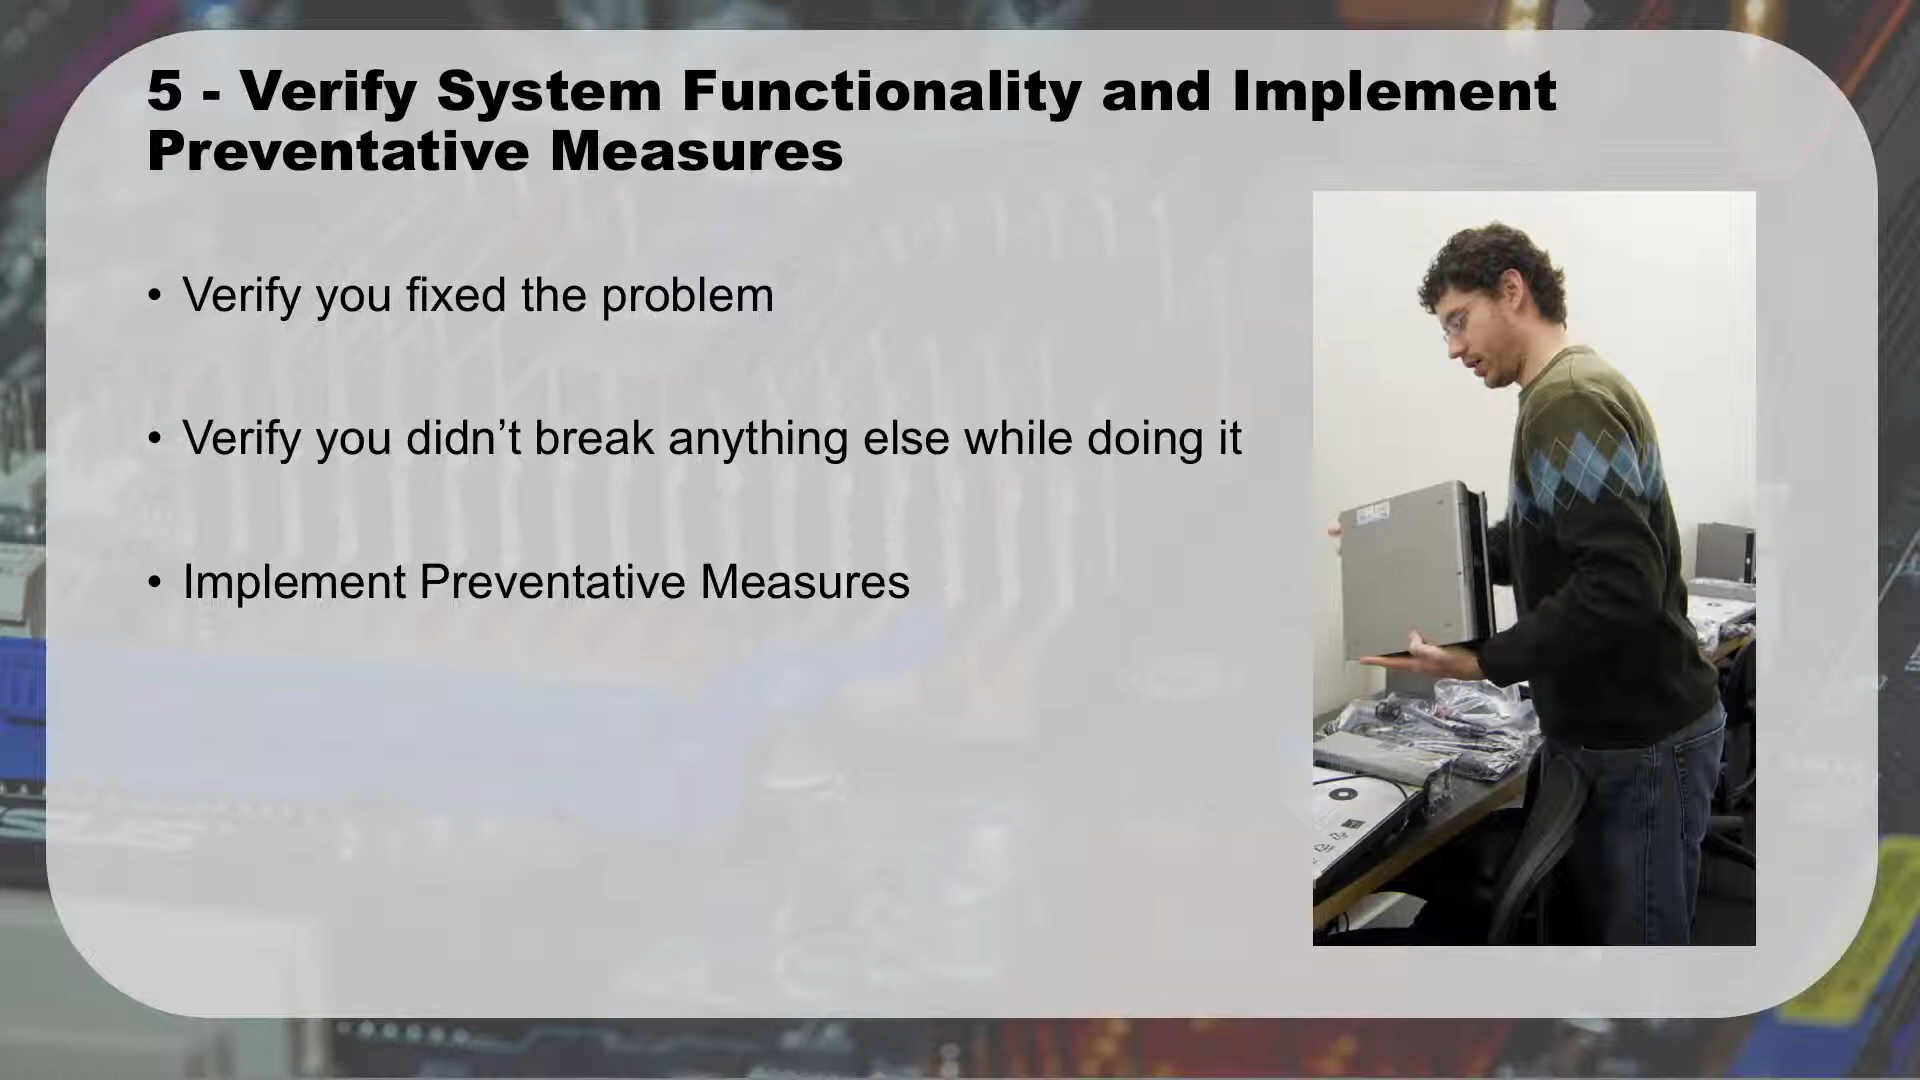 5 - Verify System Functionality and Implement
Preventative Measures
• Verify you fixed the problem
• Verify you didn’t break anything else while doing it
• Implement Preventative Measures